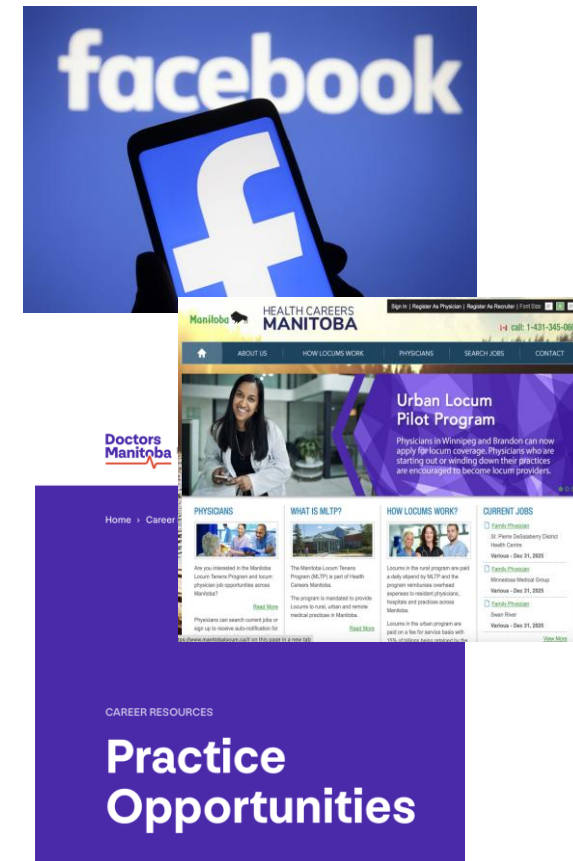 facebook
f
Manitoba
HEALTH CAREERS
MANITOBA
Sign In | Register As Physician | Register As Recruiter | Font Size
call: 1-431-345-06
ABOUT US
HOW LOCUMS WORK
PHYSICIANS
SEARCH JOBS
CONTACT
Urban Locum
Pilot Program
Physicians in Winnipeg and Brandon can now
apply for locum coverage. Physicians who are
starting out or winding down their practices
are encouraged to become locum providers.
Doctors
Manitoba
Home › Career
PHYSICIANS
Are you interested in the Manitoba
Locum Tenens Program and locum
physician job opportunities across
Manitoba?
Read More
Physicians can search current jobs or
sign up to receive auto-notification for
WHAT IS MLTP?
The Manitoba Locum Tenens
Program (MLTP) is part of Health
Careers Manitoba.
The program is mandated to provide
Locums to rural, urban and remote
medical practices in Manitoba.
Read More
HOW LOCUMS WORK?
Locums in the rural program are paid
a daily stipend by MLTP and the
program reimburses overhead
expenses to resident physicians,
hospitals and practices across
Manitoba.
Locums in the urban program are
paid on a fee for service basis with
15% of billings being retained by the
CURRENT JOBS
Family Physician
St. Pierre DeSalaberry District
Health Centre
Various - Dec 31, 2025
Family Physician
Minnedosa Medical Group
Various - Dec 31, 2025
Family Physician
Swan River
Various - Dec 31, 2025
View More
CAREER RESOURCES
Practice
Opportunities